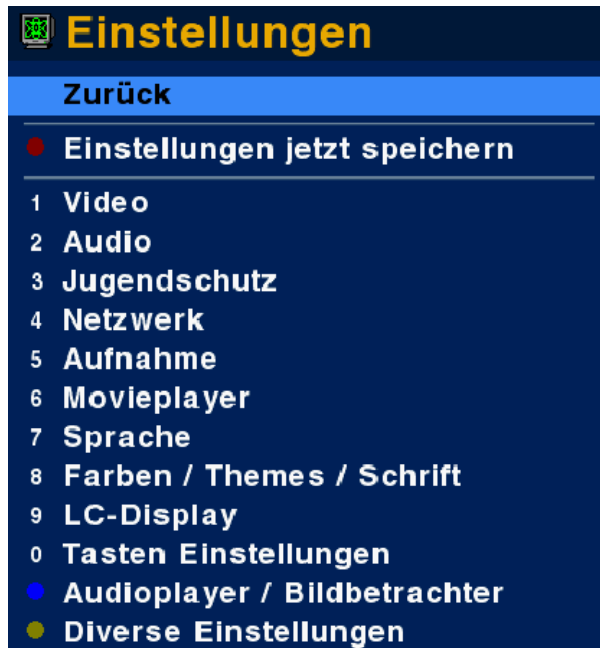 Einstellungen
Zurück
Einstellungen jetzt speichern
1 Video
2 Audio
3 Jugendschutz
4 Netzwerk
5 Aufnahme
6 Movieplayer
7 Sprache
8 Farben / Themes / Schrift
9 LC-Display
0 Tasten Einstellungen
Audioplayer / Bildbetrachter
Diverse Einstellungen